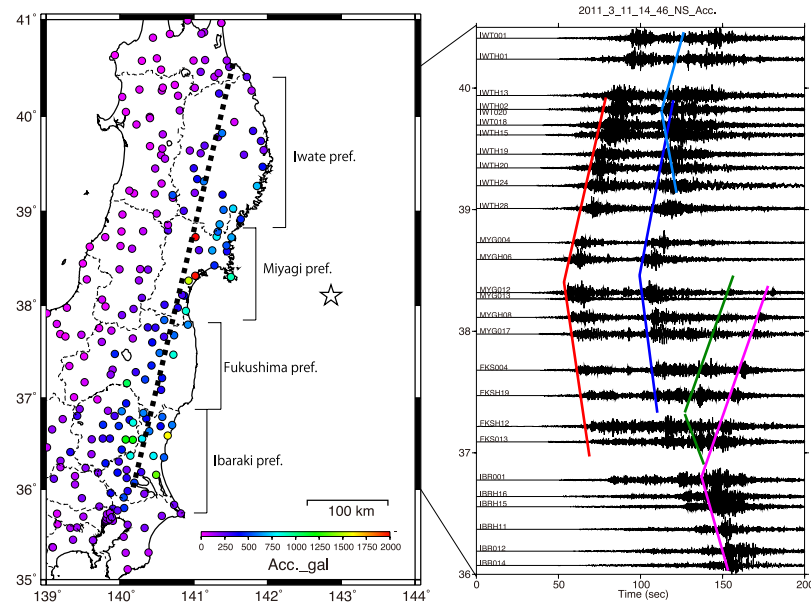 2011_3_11_14_46_NS_Acc.
41˚
40˚
39˚
38˚
37˚
36˚
35˚
139˚
140˚
141˚
142˚
143˚
144˚
Iwate pref.
Miyagi pref.
Fukushima pref.
Ibaraki pref.
100 km
0 250 500 750 1000 1250 1500 1750 2000
Acc._gal
40
39
38
37
36
IWT001
IWTH01
IWTH13
IWTH02
IWT020
IWT018
IWTH15
IWTH19
IWTH20
IWTH24
IWTH28
MYG004
MYGH06
MYG012
MYG013
MYGH08
MYG017
FKS004
FKSH19
FKSH12
FKS013
IBR001
IBRH16
IBRH15
IBRH11
IBR012
IBR014
0 50 100 150 200
Time (sec)